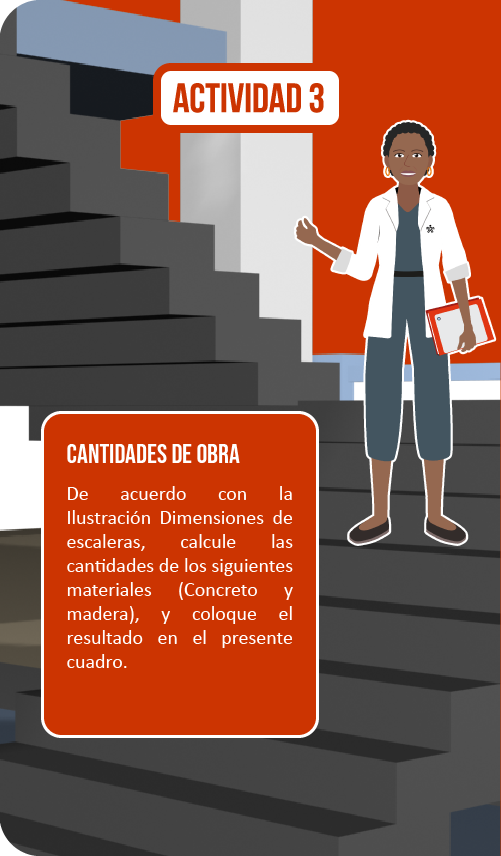 ACTIVIDAD 3
CANTIDADES DE OBRA
De acuerdo con la
Ilustración Dimensiones de
escaleras, calcule las
cantidades de los siguientes
materiales (Concreto y
madera), y coloque el
resultado en el presente
cuadro.